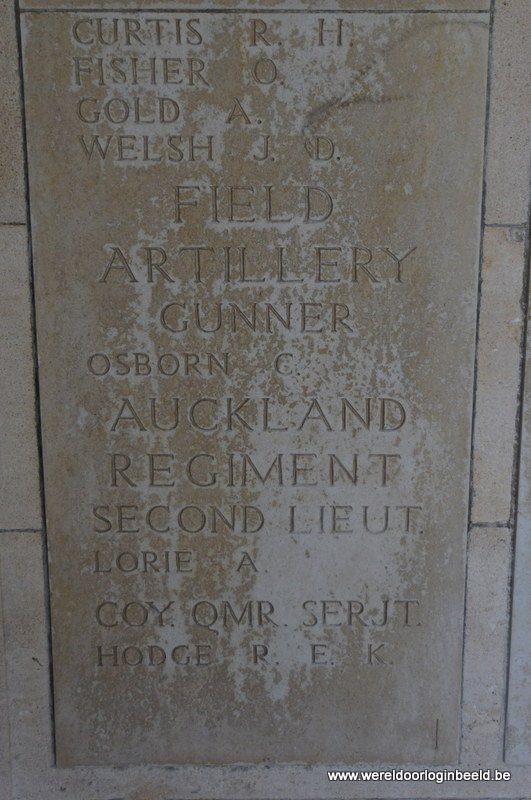 CURTIS R. H.
FISHER O.
GOLD A.
WELSH J. D.
FIELD
ARTILLERY
GUNNER
OSBORN C.
AUCKLAND
REGIMENT
SECOND LIEUT.
LORIE A.
COY. QMR. SERJT.
HODGE R. E. K.
www.wereldoorloginbeeld.be